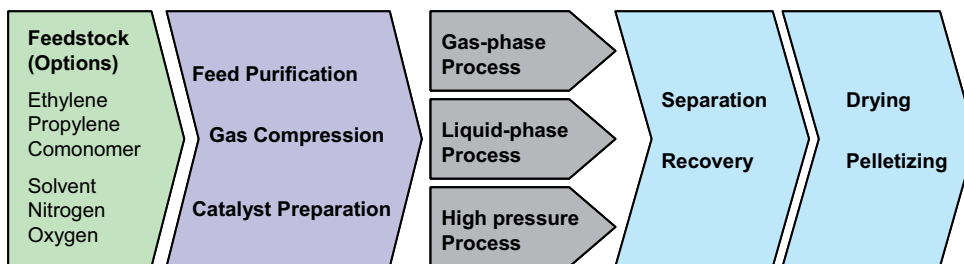 Feedstock
(Options)
Ethylene
Propylene
Comonomer
Solvent
Nitrogen
Oxygen
Feed Purification
Gas Compression
Catalyst Preparation
Gas-phase
Process
Liquid-phase
Process
High pressure
Process
Separation
Recovery
Drying
Pelletizing